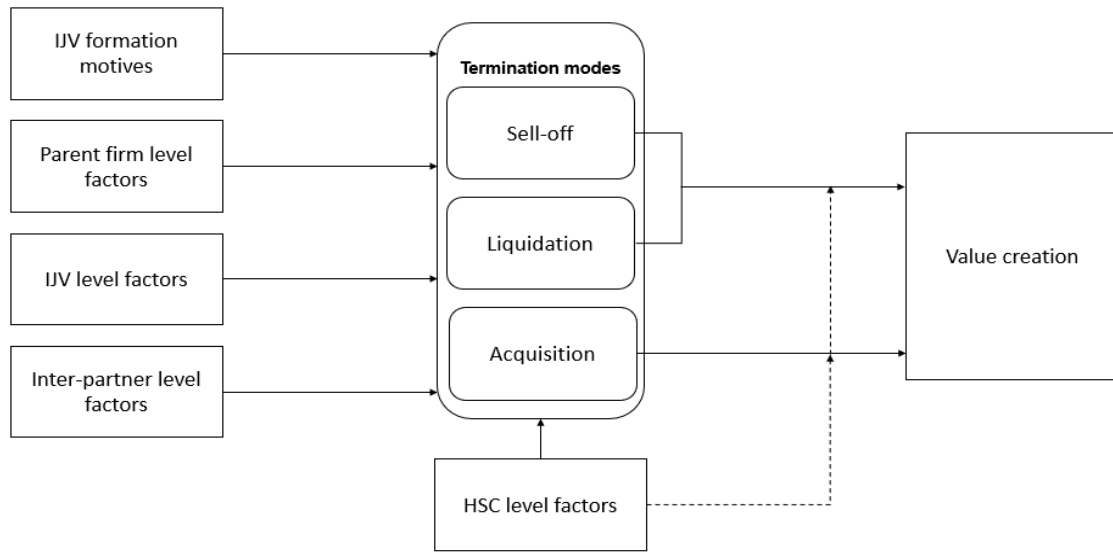 IJV formation
motives
Parent firm level
factors
IJV level factors
Inter-partner level
factors
Termination modes
Sell-off
Liquidation
Acquisition
HSC level factors
Value creation